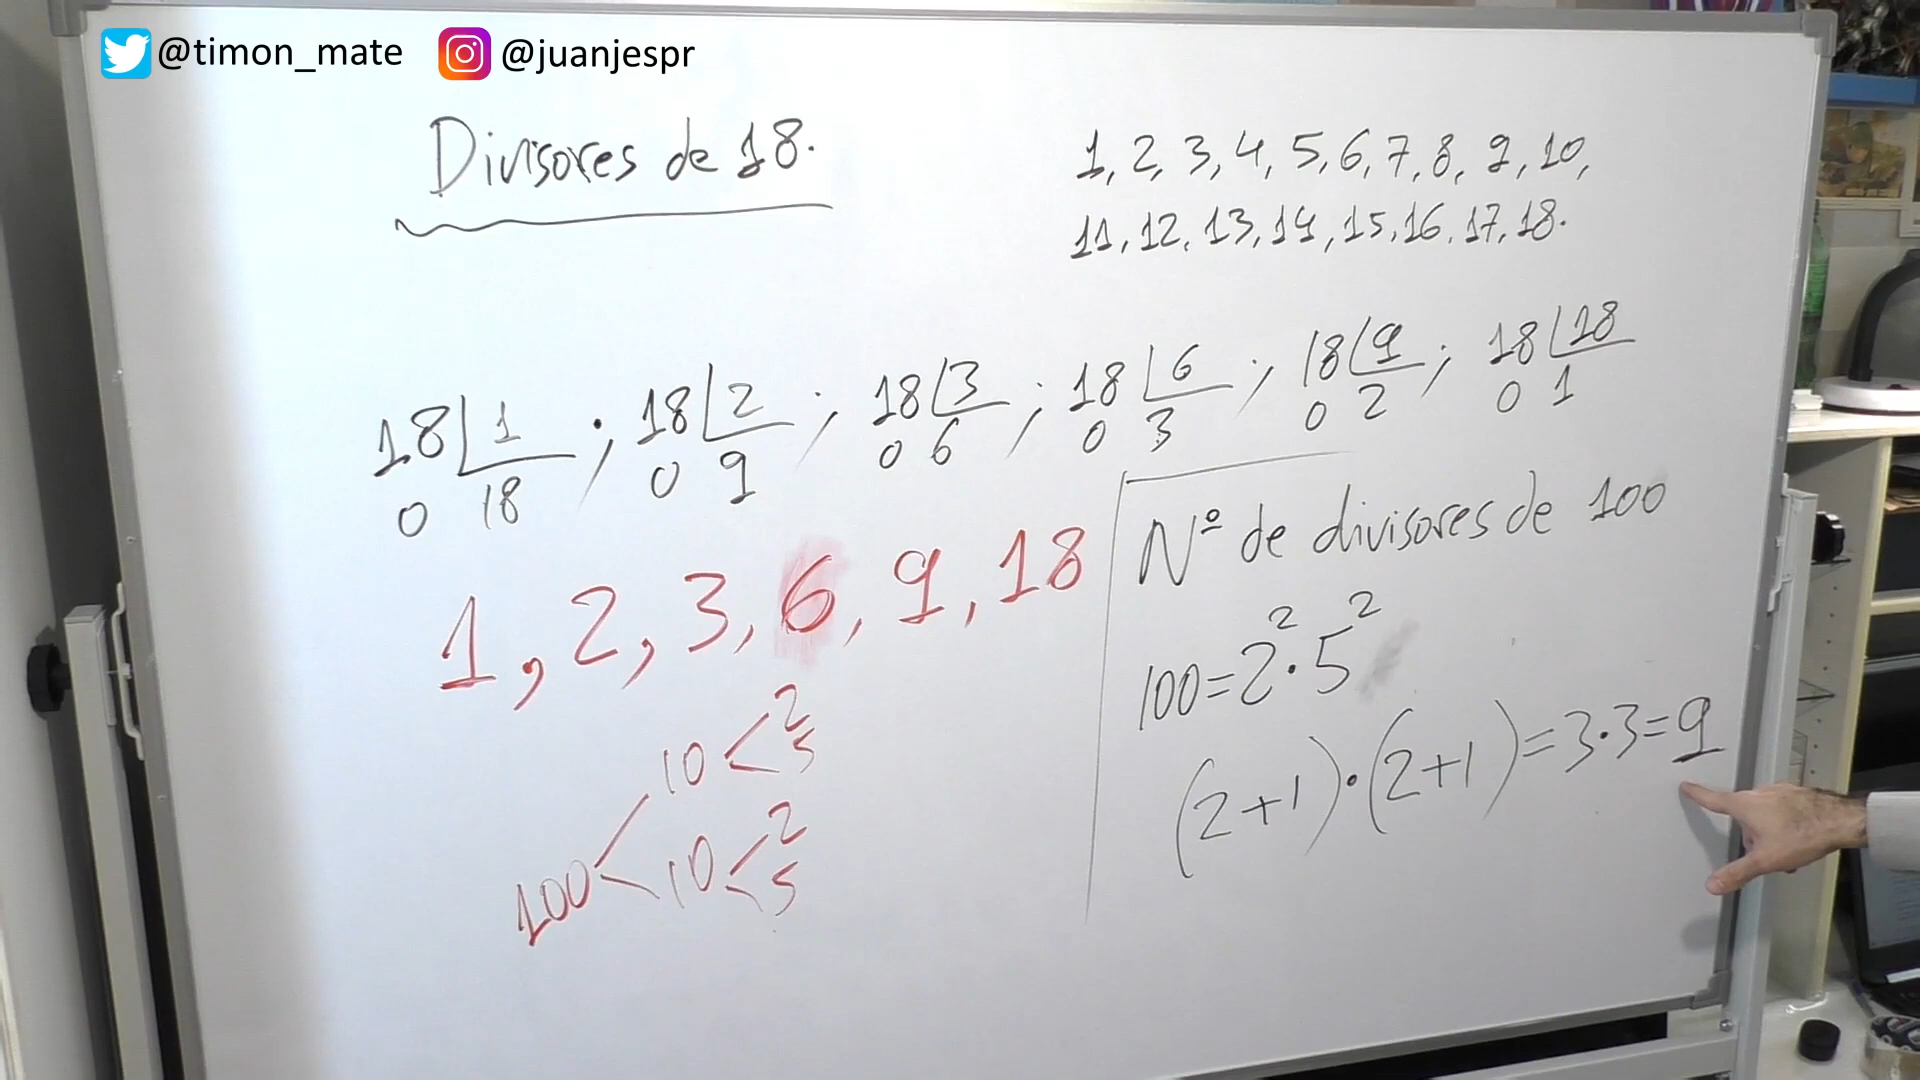 @timon_mate @juanjespr
Divisores de 18.
1, 2, 3, 4, 5, 6, 7, 8, 9, 10,
11, 12, 13, 14, 15, 16, 17, 18.
18 1 ; 18 2 ; 18 3 ; 18 6 ; 18 9 ; 18 18
0 18 0 9 0 6 0 3 0 2 0 1
1, 2, 3, 6, 9, 18
100 < 10 < 2 5
10 < 2 5
Nº de divisores de 100
100 = 2² · 5²
(2+1) · (2+1) = 3 · 3 = 9